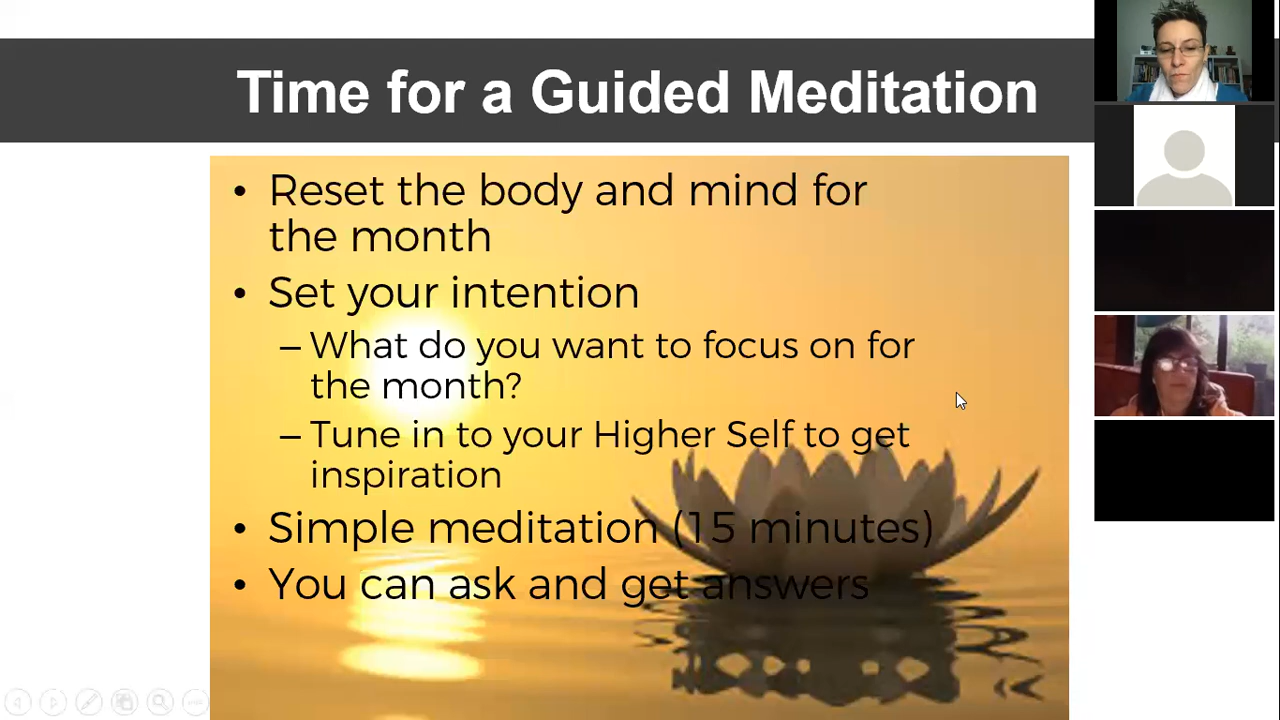 Time for a Guided Meditation
• Reset the body and mind for
the month
• Set your intention
– What do you want to focus on for
the month?
– Tune in to your Higher Self to get
inspiration
• Simple meditation (15 minutes)
• You can ask and get answers